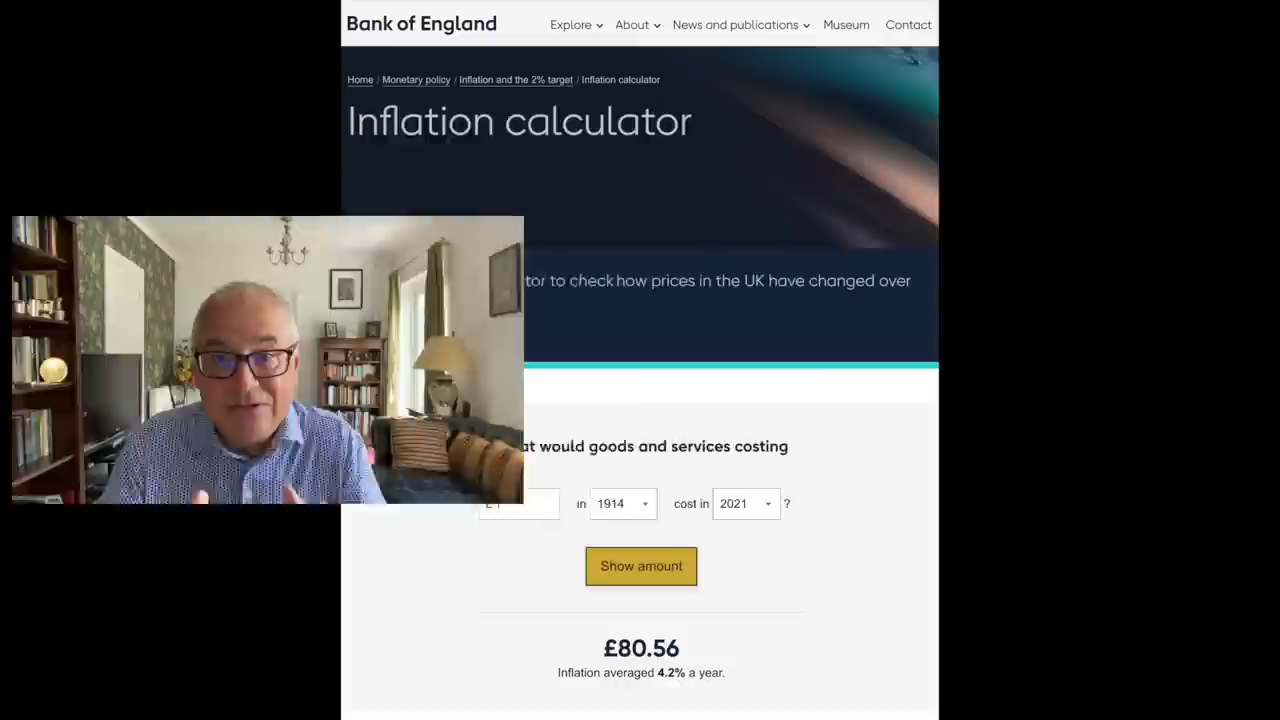 Bank of England
Explore About News and publications Museum Contact
Home / Monetary policy / Inflation and the 2% target / Inflation calculator
Inflation calculator
to check how prices in the UK have changed over
would goods and services costing
in 1914 cost in 2021 ?
Show amount
£80.56
Inflation averaged 4.2% a year.